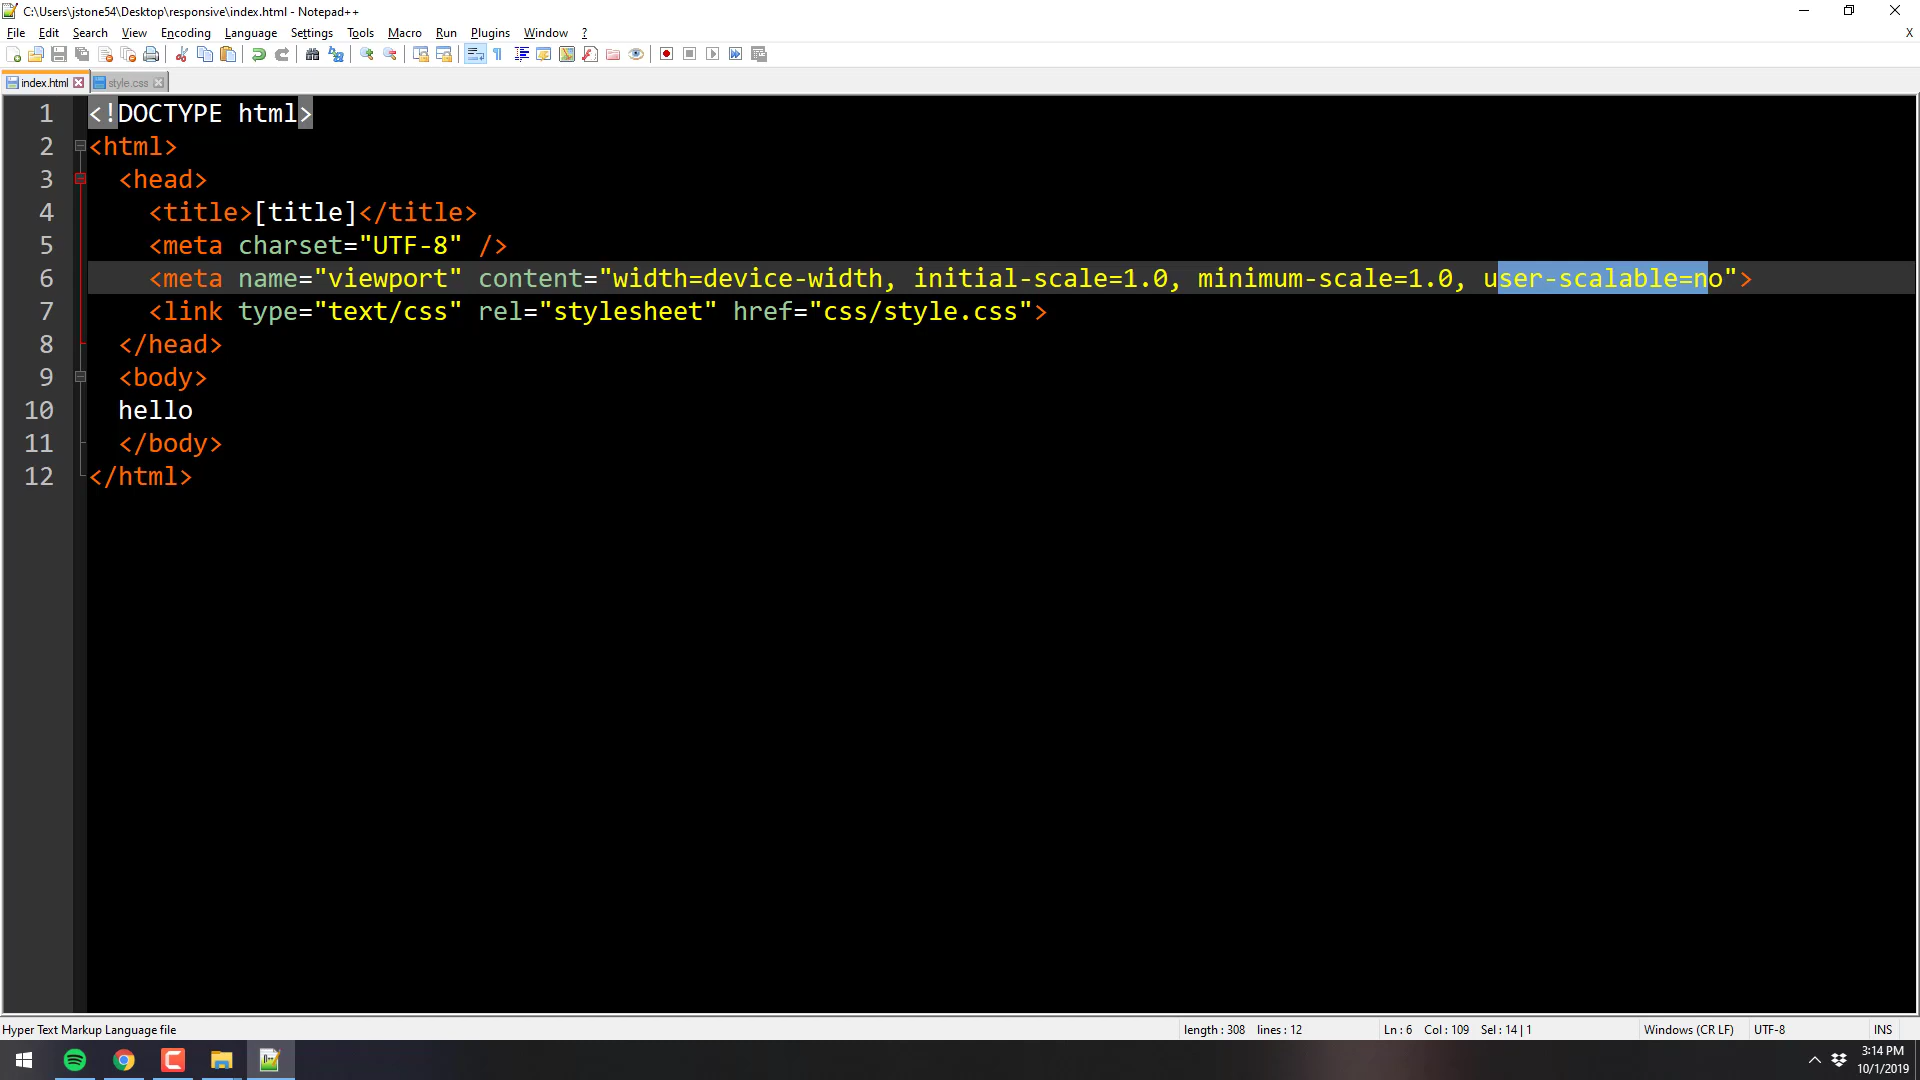 C:\Users\jstone54\Desktop\responsive\index.html - Notepad++
File Edit Search View Encoding Language Settings Tools Macro Run Plugins Window ? X
index.html style.css
1 <!DOCTYPE html>
2 <html>
3 <head>
4 <title>[title]</title>
5 <meta charset="UTF-8" />
6 <meta name="viewport" content="width=device-width, initial-scale=1.0, minimum-scale=1.0, user-scalable=no">
7 <link type="text/css" rel="stylesheet" href="css/style.css">
8 </head>
9 <body>
10 hello
11 </body>
12 </html>
Hyper Text Markup Language file length : 308 lines : 12 Ln : 6 Col : 109 Sel : 14 | 1 Windows (CR LF) UTF-8 INS
3:14 PM
10/1/2019